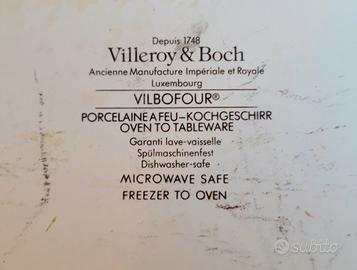 Depuis 1748
Villeroy & Boch
Ancienne Manufacture Impériale et Royale
Luxembourg
VILBOFOUR®
PORCELAINE A FEU-KOCHGESCHIRR
OVEN TO TABLEWARE
Garanti lave-vaisselle
Spülmaschinenfest
Dishwasher-safe
MICROWAVE SAFE
FREEZER TO OVEN
subito